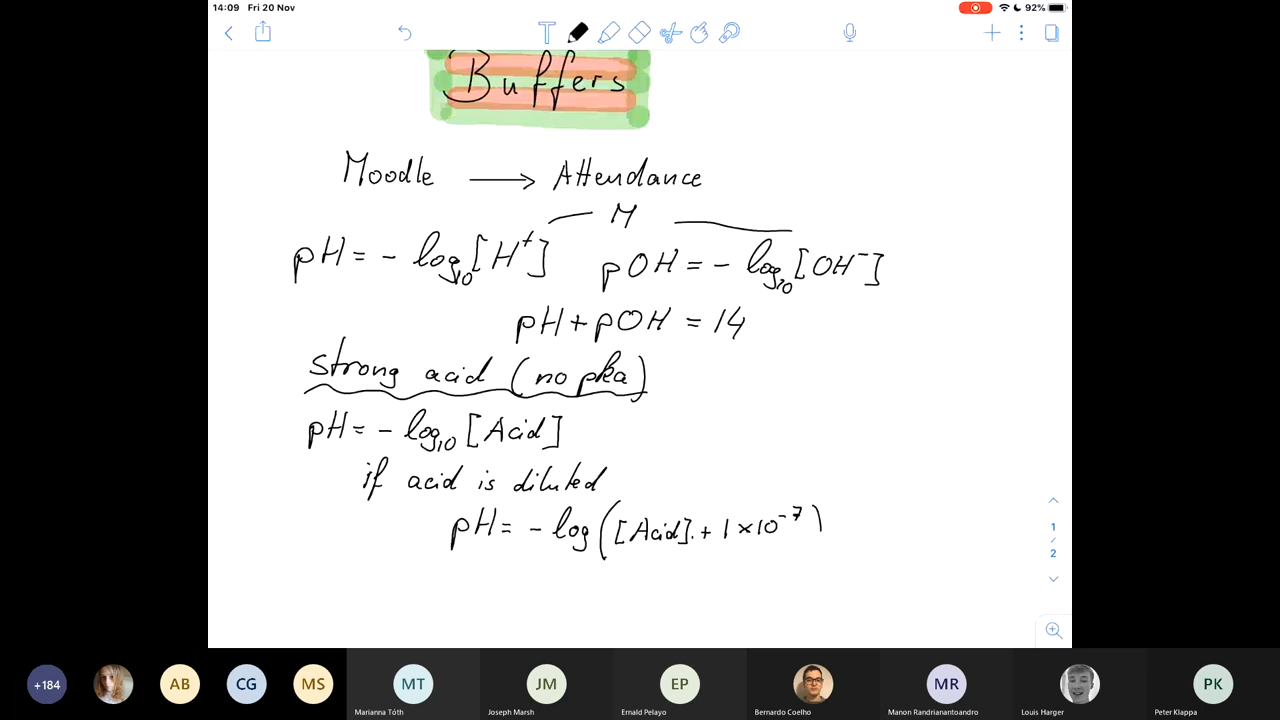 14:09 Fri 20 Nov
92%
Buffers
Moodle → Attendance
M
pH = - log₁₀ [H⁺] pOH = - log₁₀ [OH⁻]
pH + pOH = 14
strong acid (no pka)
pH = - log₁₀ [Acid]
if acid is diluted
pH = - log ([Acid] + 1 × 10⁻⁷)
1
/
2
+184
AB
CG
MS
MT
JM
EP
MR
PK
Marianna Tóth
Joseph Marsh
Ernald Pelayo
Bernardo Coelho
Manon Randrianantoandro
Louis Harger
Peter Klappa